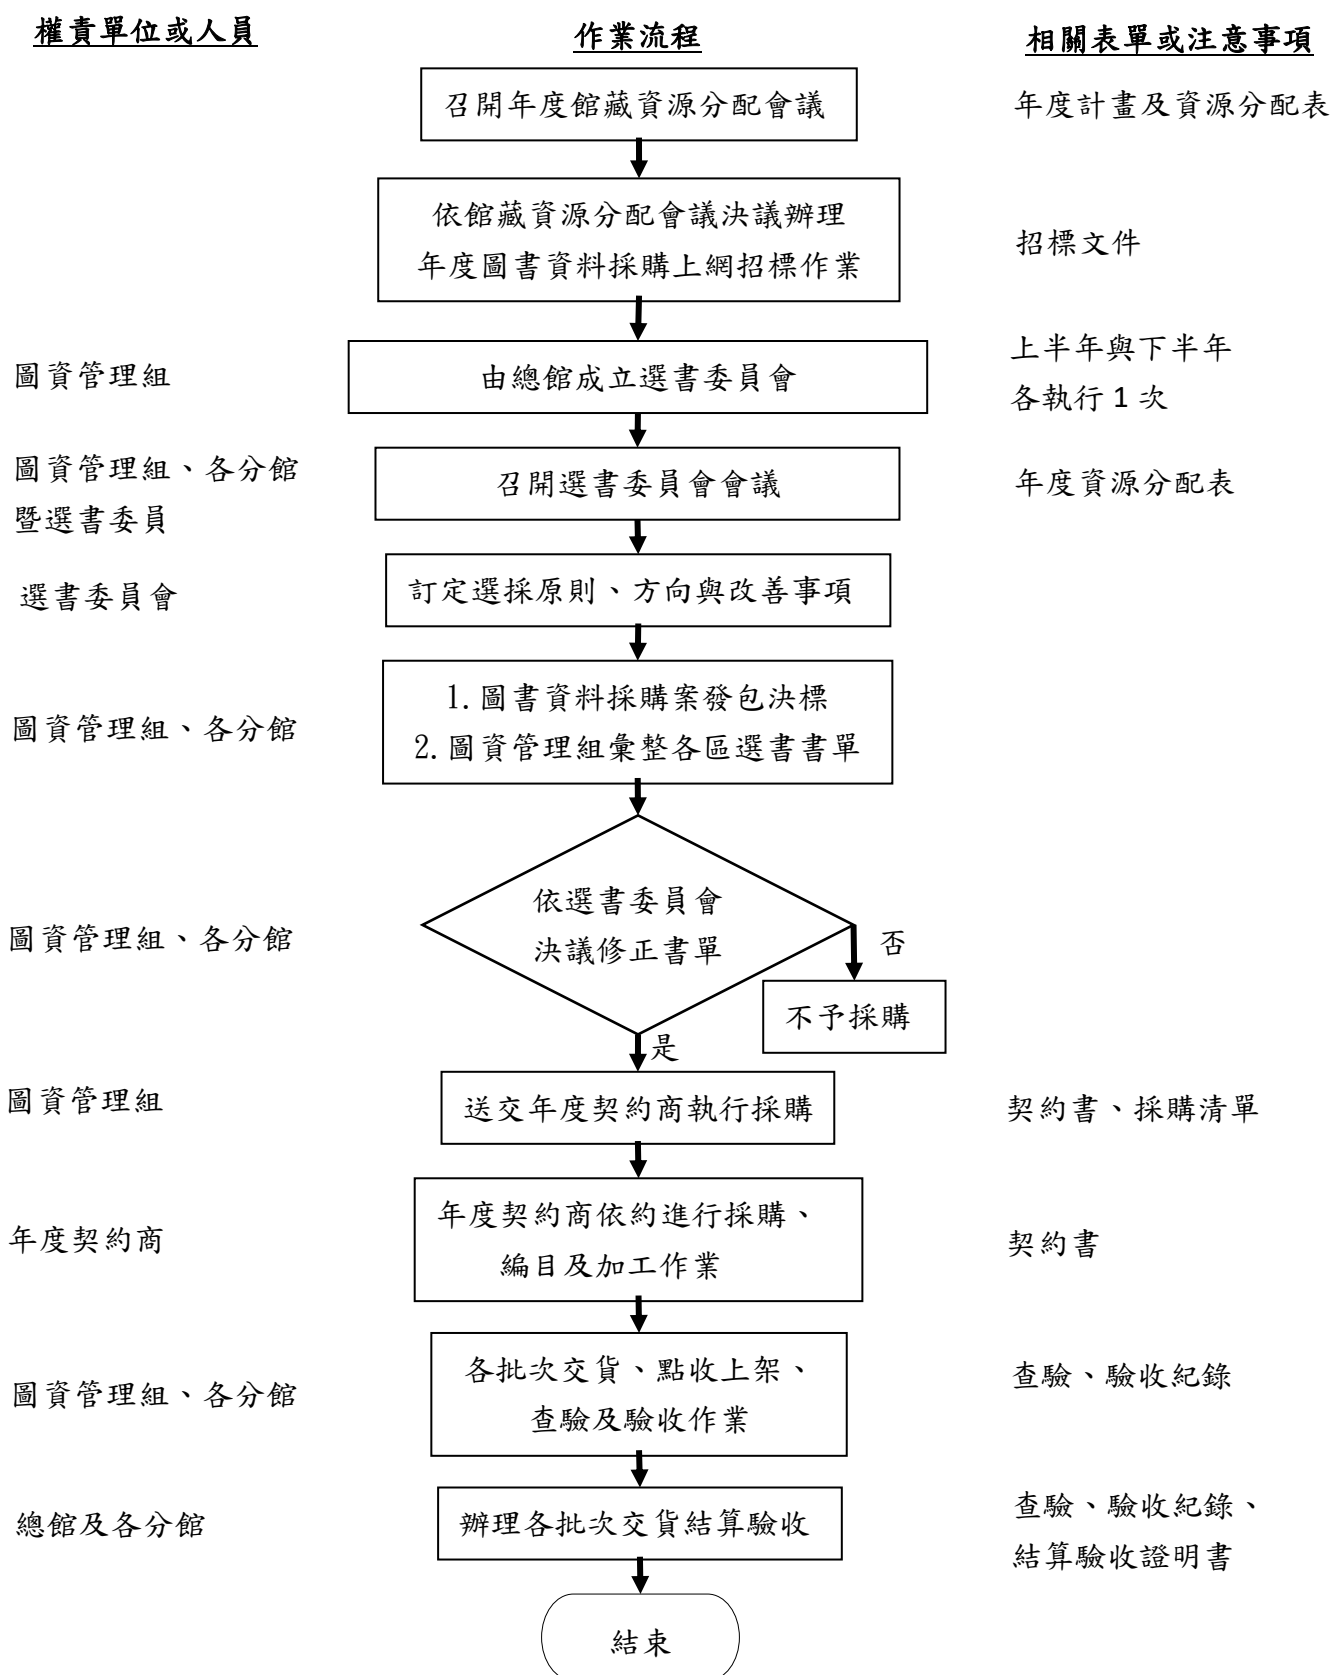 權責單位或人員
作業流程
相關表單或注意事項
召開年度館藏資源分配會議
年度計畫及資源分配表
依館藏資源分配會議決議辦理
年度圖書資料採購上網招標作業
招標文件
圖資管理組
由總館成立選書委員會
上半年與下半年
各執行1次
圖資管理組、各分館
暨選書委員
召開選書委員會會議
年度資源分配表
選書委員會
訂定選採原則、方向與改善事項
圖資管理組、各分館
1.圖書資料採購案發包決標
2.圖資管理組彙整各區選書書單
圖資管理組、各分館
依選書委員會
決議修正書單
否
不予採購
是
圖資管理組
送交年度契約商執行採購
契約書、採購清單
年度契約商
年度契約商依約進行採購、
編目及加工作業
契約書
圖資管理組、各分館
各批次交貨、點收上架、
查驗及驗收作業
查驗、驗收紀錄
總館及各分館
辦理各批次交貨結算驗收
查驗、驗收紀錄、
結算驗收證明書
結束